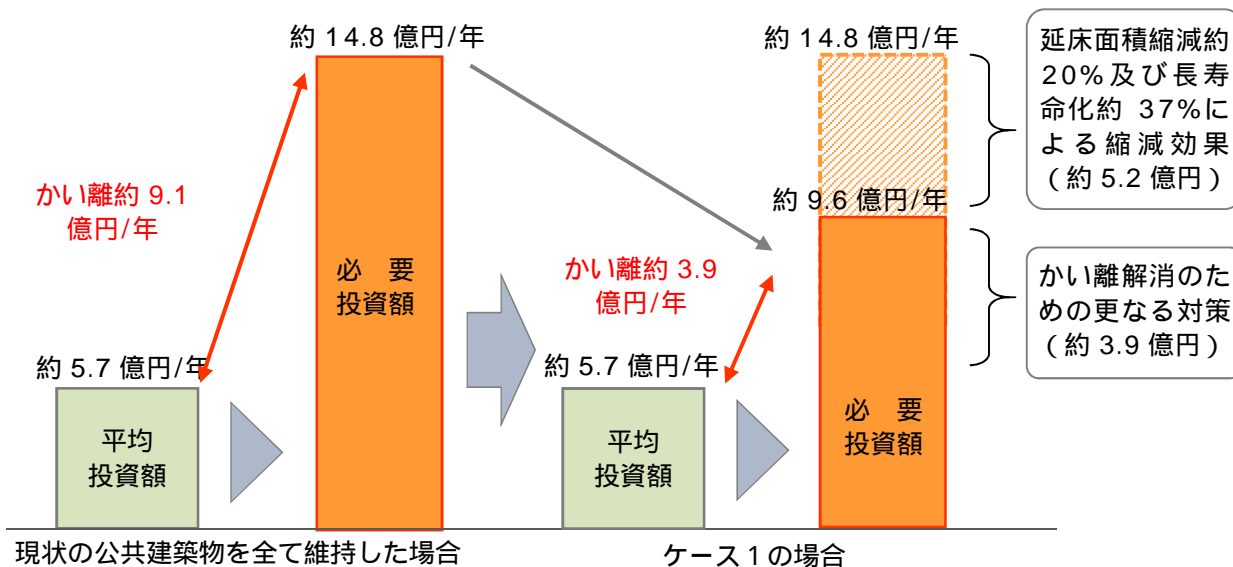 約 14.8 億円/年
かい離約 9.1
億円/年
必 要
投資額
約 5.7 億円/年
平均
投資額
現状の公共建築物を全て維持した場合
約 14.8 億円/年
約 9.6 億円/年
かい離約 3.9
億円/年
約 5.7 億円/年
平均
投資額
必 要
投資額
ケース１の場合
延床面積縮減約
20%及び長寿
命化約 37%に
よる縮減効果
（約 5.2 億円）
かい離解消のた
めの更なる対策
（約 3.9 億円）